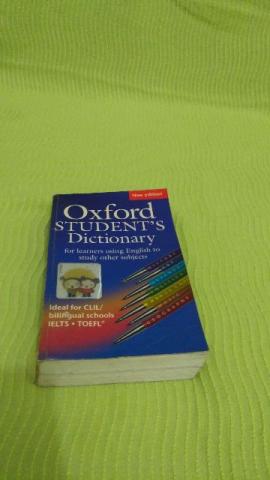 New edition
Oxford
STUDENT'S
Dictionary
for learners using English to
study other subjects
Ideal for CLIL/
bilingual schools
IELTS • TOEFL®